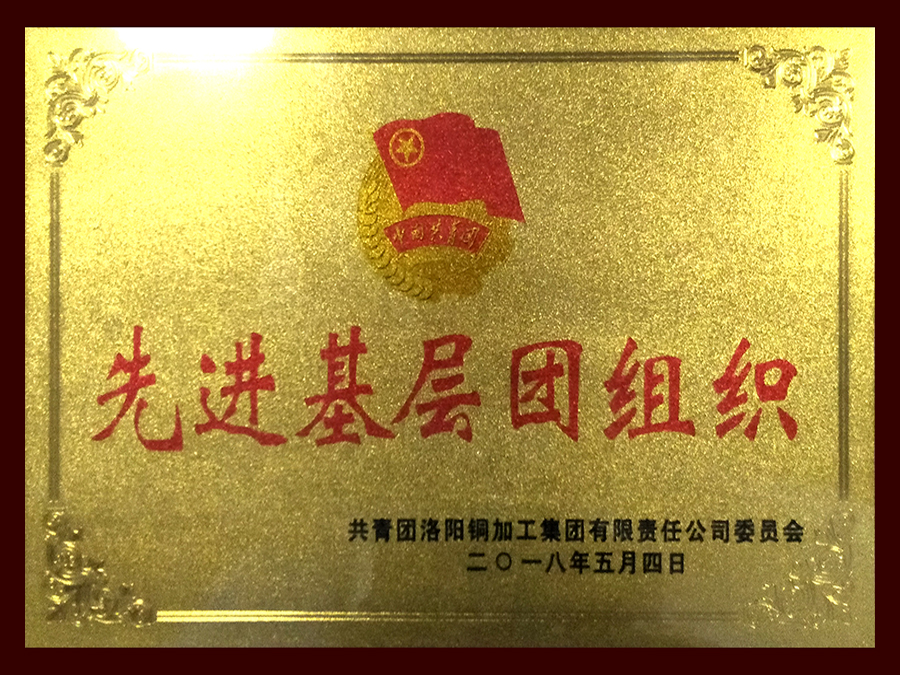 中国共青团
先进基层团组织
共青团洛阳铜加工集团有限责任公司委员会
二〇一八年五月四日